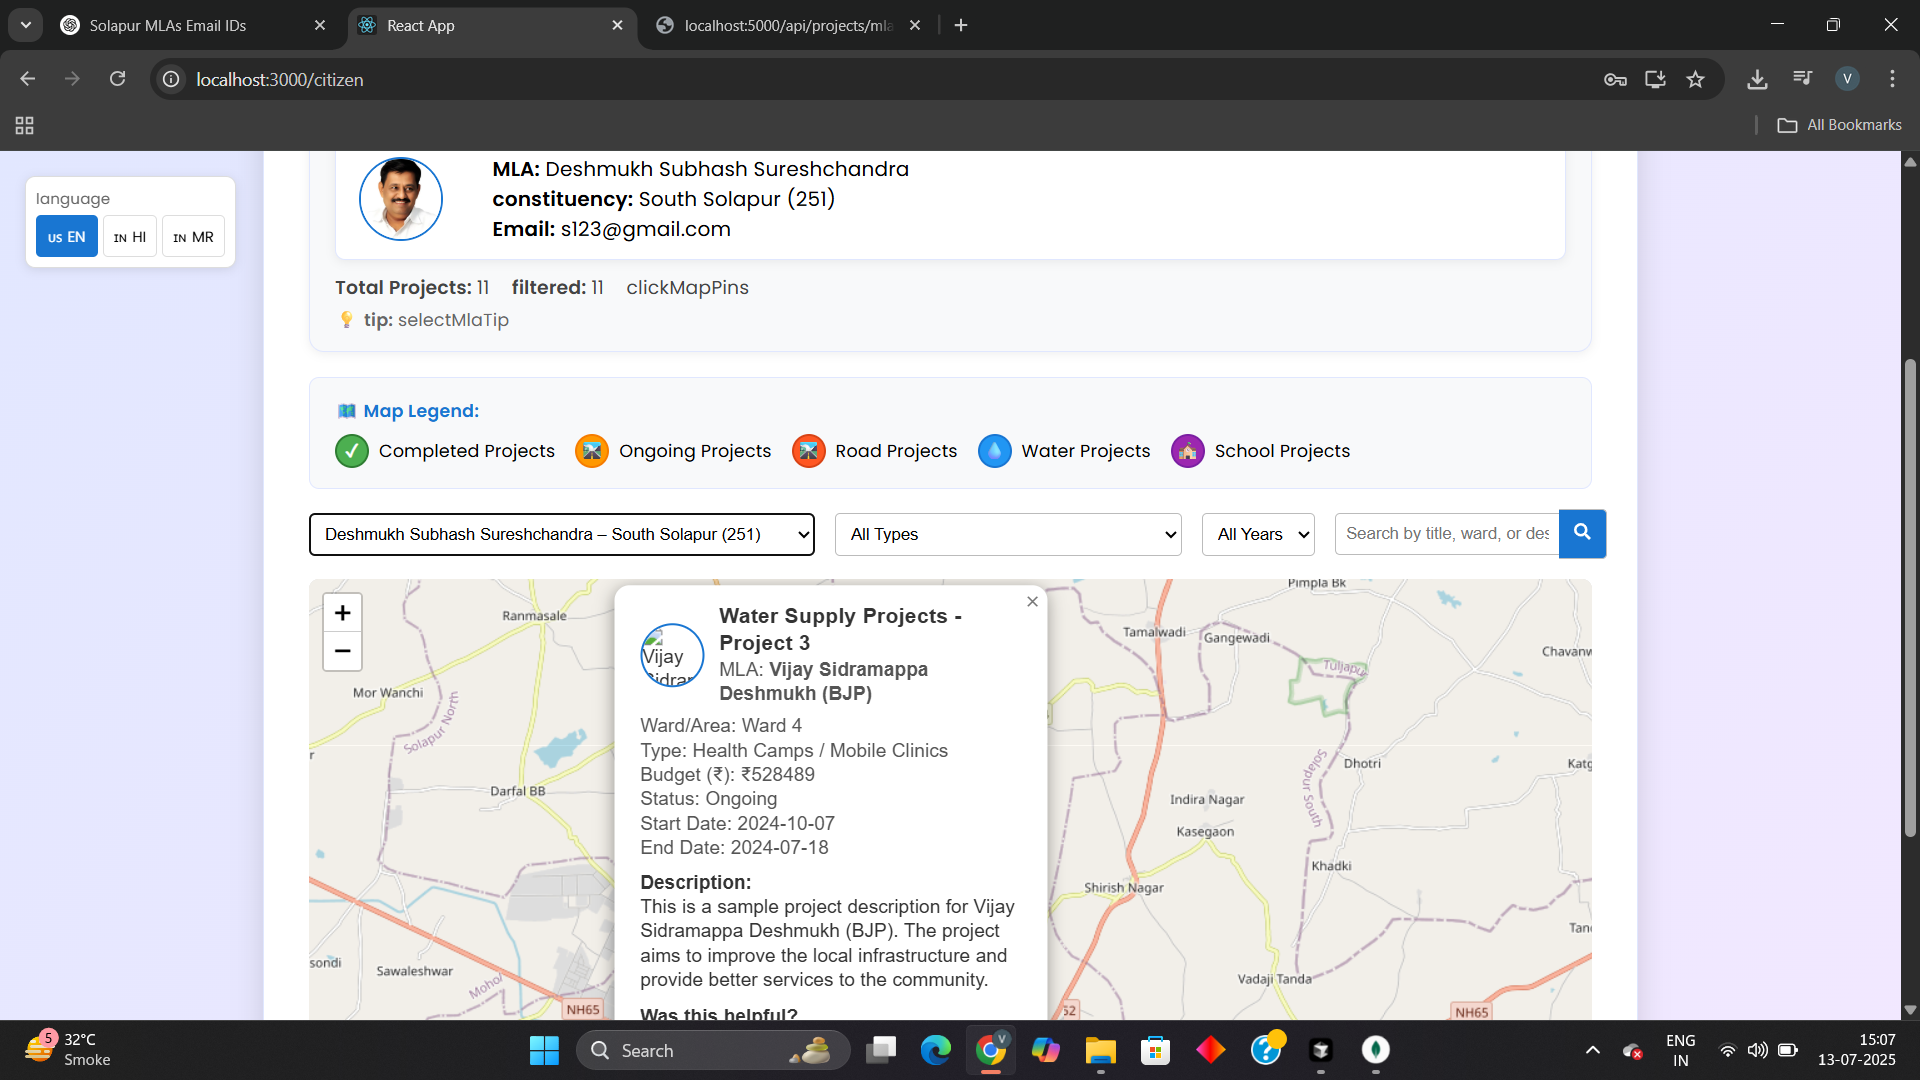 Solapur MLAs Email IDs
React App
localhost:5000/api/projects/mla
localhost:3000/citizen
V
All Bookmarks
language
US EN
IN HI
IN MR
MLA: Deshmukh Subhash Sureshchandra
constituency: South Solapur (251)
Email: s123@gmail.com
Total Projects: 11 filtered: 11 clickMapPins
tip: selectMlaTip
Map Legend:
Completed Projects
Ongoing Projects
Road Projects
Water Projects
School Projects
Deshmukh Subhash Sureshchandra – South Solapur (251)
All Types
All Years
Search by title, ward, or des
+
−
Ranmasale
Mor Wanchi
Solapur North
Darfal BB
sondi
Sawaleshwar
Mohol
NH65
×
Water Supply Projects -
Project 3
Vijay
Sidrar
MLA: Vijay Sidramappa
Deshmukh (BJP)
Ward/Area: Ward 4
Type: Health Camps / Mobile Clinics
Budget (₹): ₹528489
Status: Ongoing
Start Date: 2024-10-07
End Date: 2024-07-18
Description:
This is a sample project description for Vijay
Sidramappa Deshmukh (BJP). The project
aims to improve the local infrastructure and
provide better services to the community.
Was this helpful?
Pimpla Bk
Tamalwadi
Gangewadi
Tuljapur
Chavanw
Solapur South
Dhotri
Katg
Indira Nagar
Kasegaon
Khadki
Shirish Nagar
Tan
Vadaji Tanda
52
NH65
5
32°C
Smoke
Search
V
ENG
IN
15:07
13-07-2025